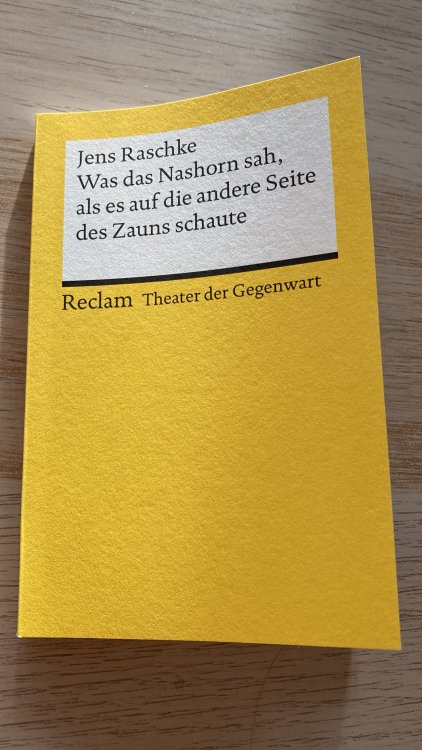 Jens Raschke
Was das Nashorn sah,
als es auf die andere Seite
des Zauns schaute
Reclam Theater der Gegenwart